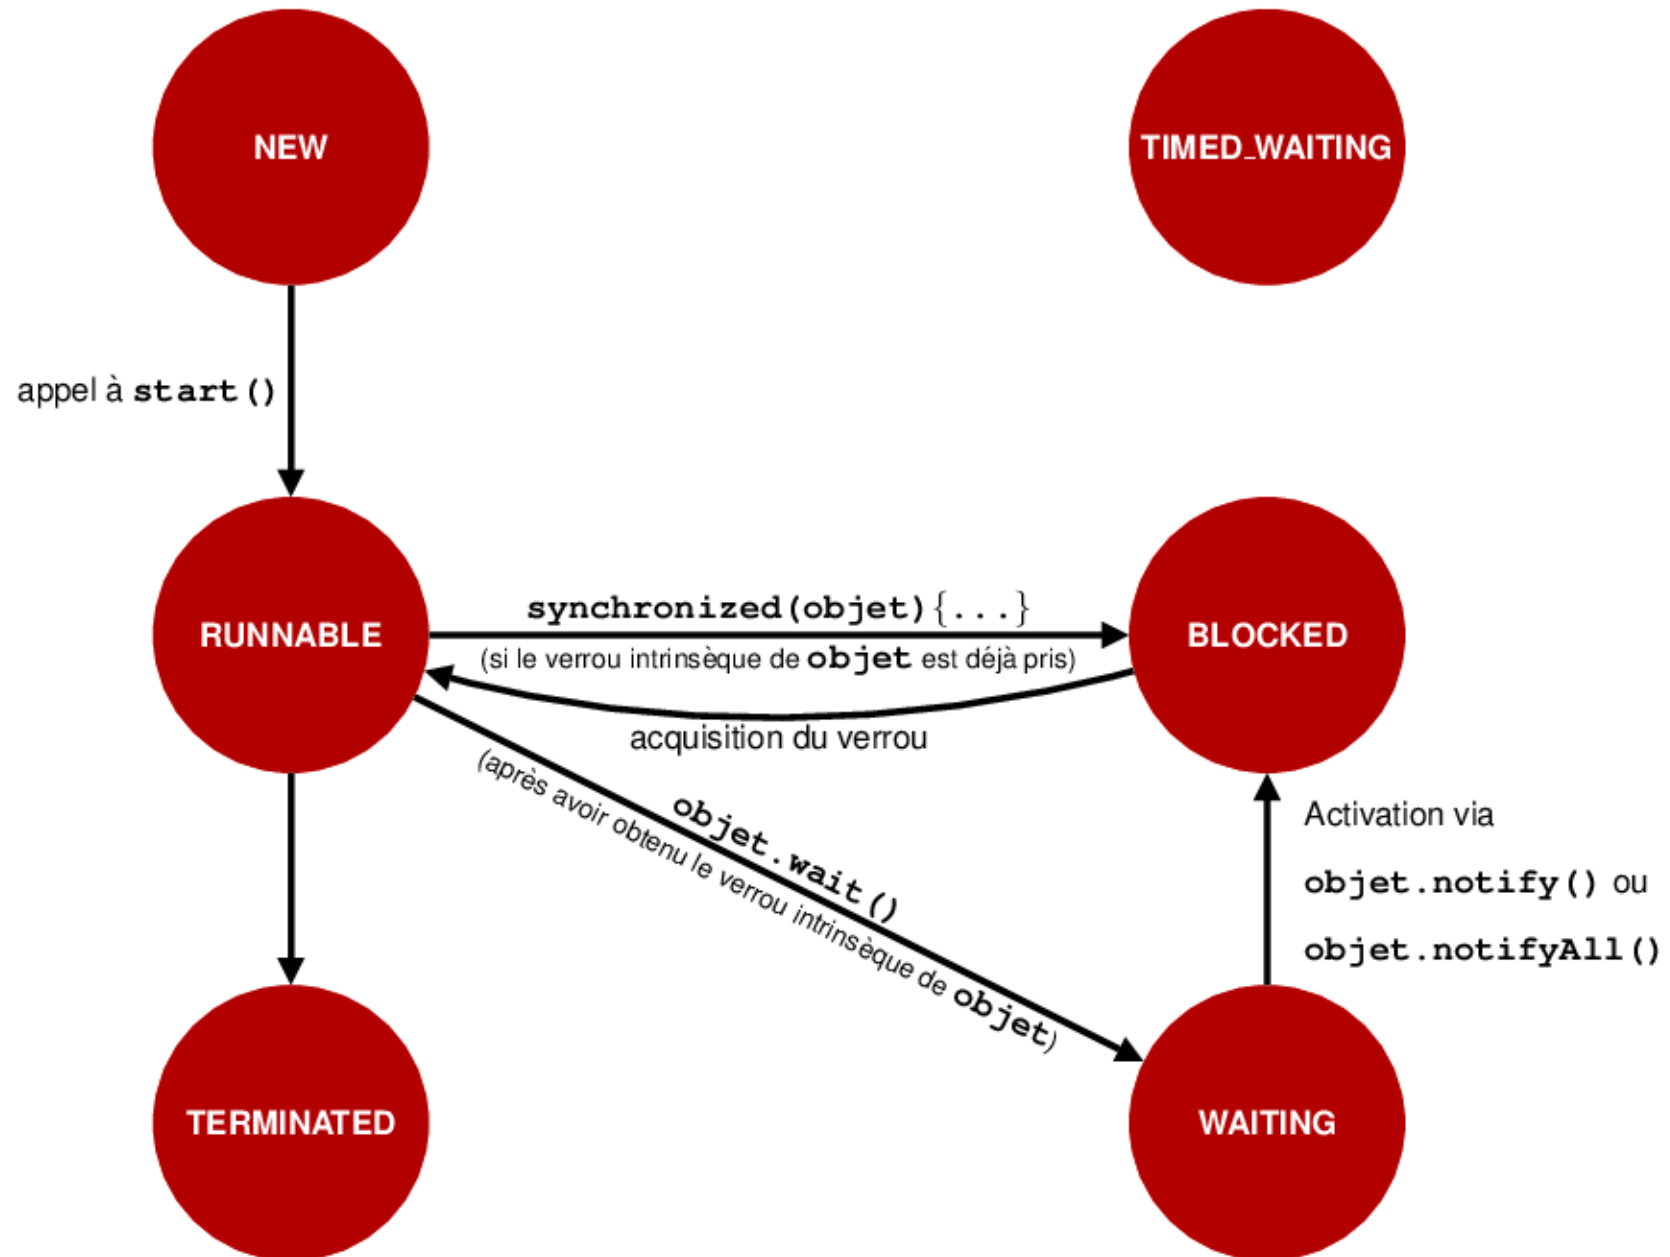 NEW
TIMED_WAITING
appel à start()
RUNNABLE
synchronized(objet){...}
(si le verrou intrinsèque de objet est déjà pris)
BLOCKED
acquisition du verrou
objet.wait()
(après avoir obtenu le verrou intrinsèque de objet)
Activation via
objet.notify() ou
objet.notifyAll()
TERMINATED
WAITING